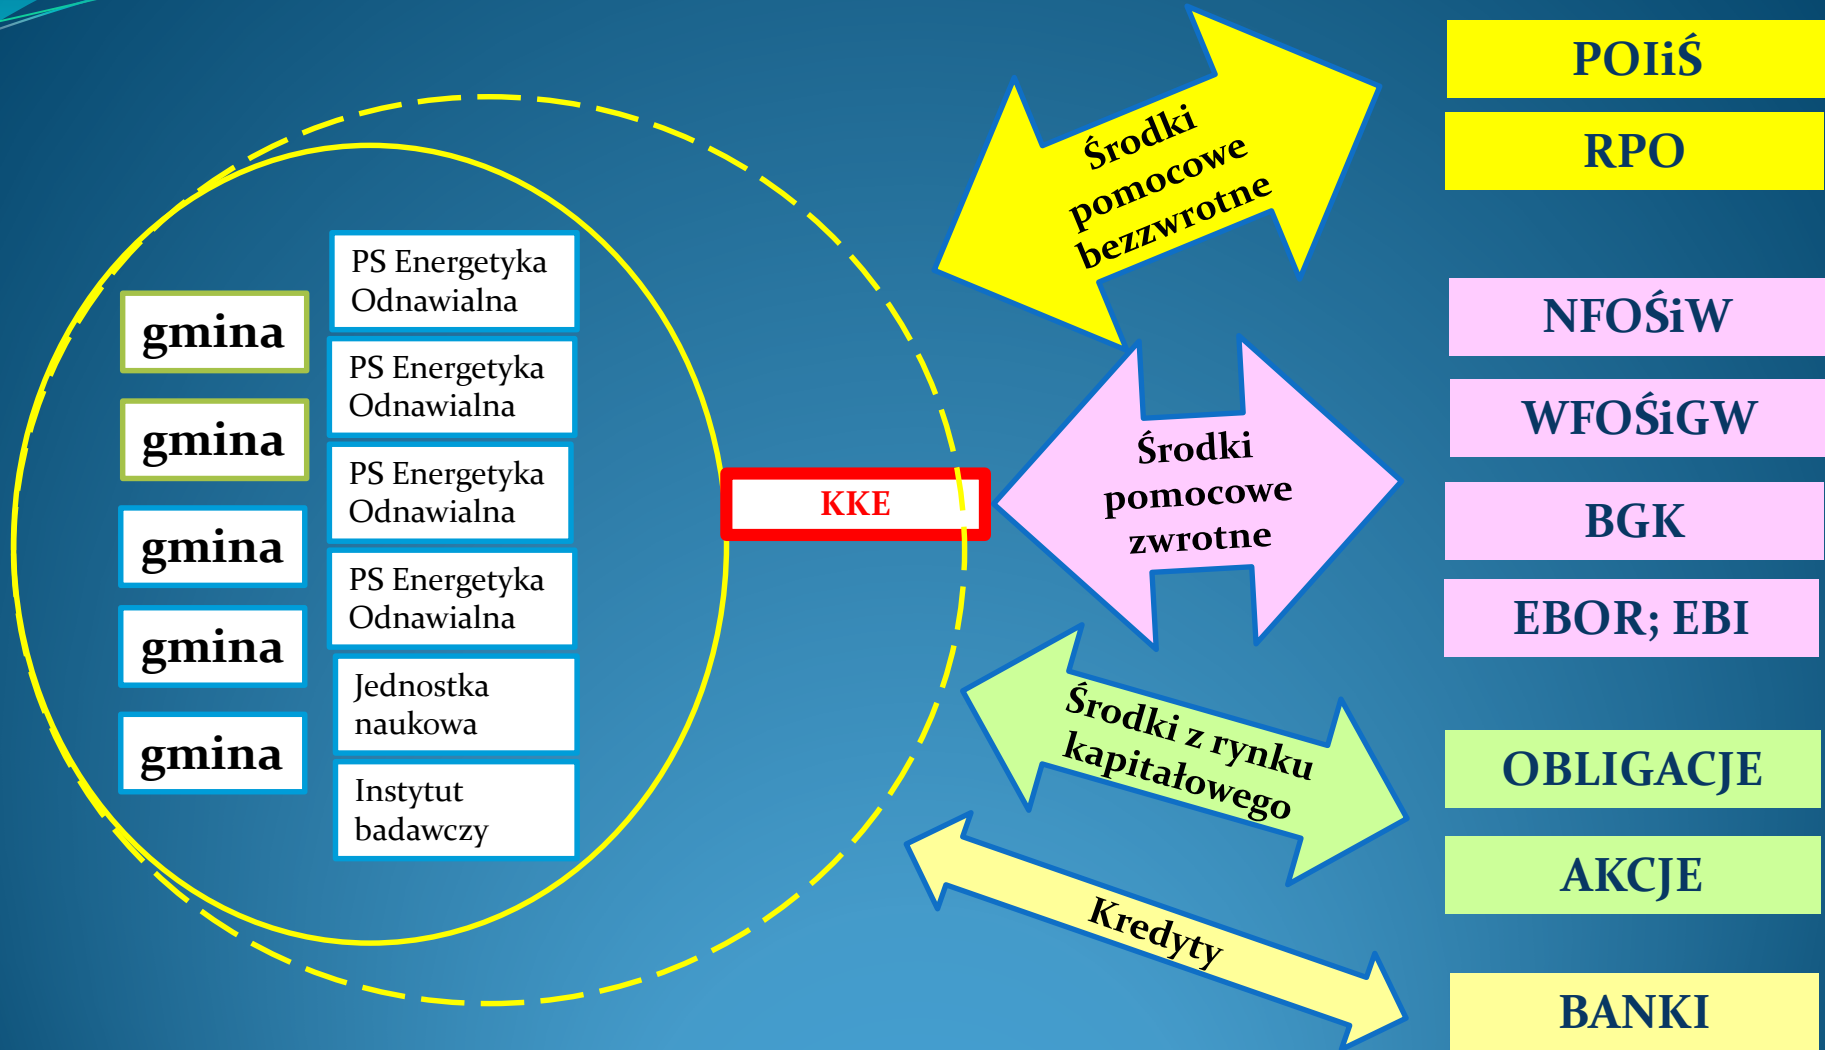 gmina
gmina
gmina
gmina
gmina
PS Energetyka
Odnawialna
PS Energetyka
Odnawialna
PS Energetyka
Odnawialna
PS Energetyka
Odnawialna
Jednostka
naukowa
Instytut
badawczy
KKE
Środki
pomocowe
bezzwrotne
Środki
pomocowe
zwrotne
Środki z rynku
kapitałowego
Kredyty
POIiŚ
RPO
NFOŚiW
WFOŚiGW
BGK
EBOR; EBI
OBLIGACJE
AKCJE
BANKI